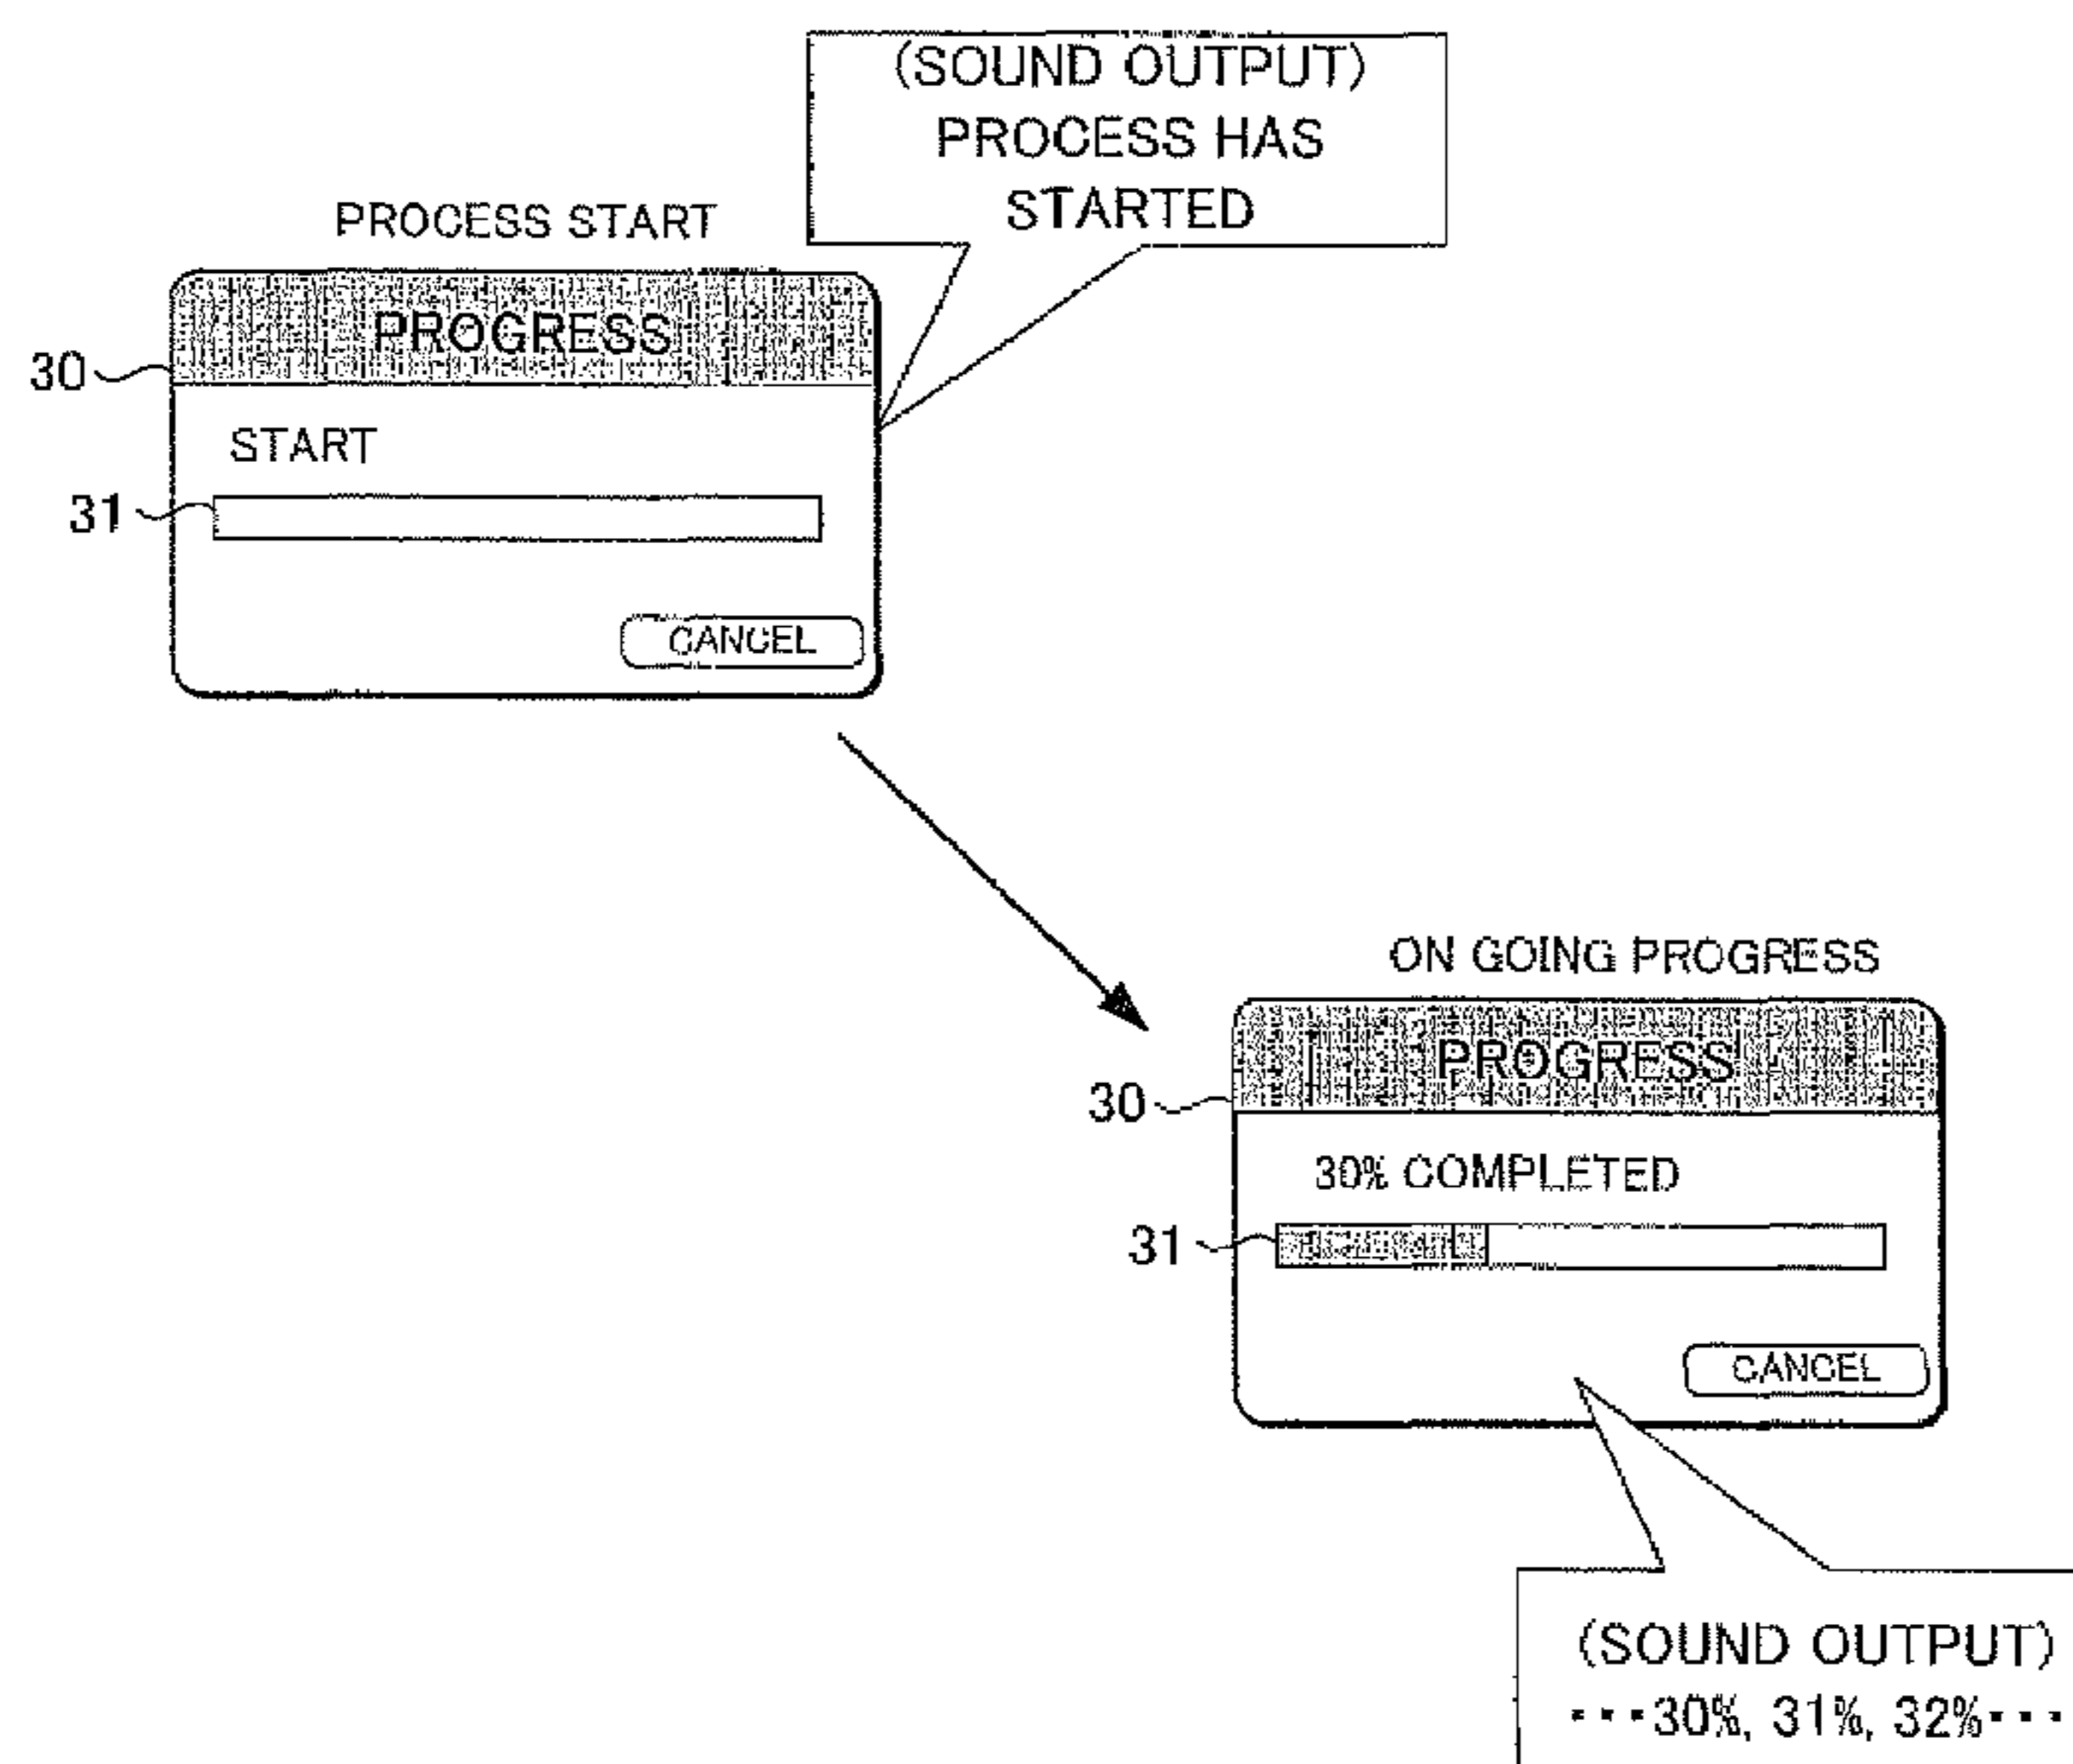 (SOUND OUTPUT)
PROCESS HAS
STARTED
PROCESS START
PROGRESS
30
START
31
CANCEL
ON GOING PROGRESS
PROGRESS
30
30% COMPLETED
31
CANCEL
(SOUND OUTPUT)
･･･30%, 31%, 32%･･･